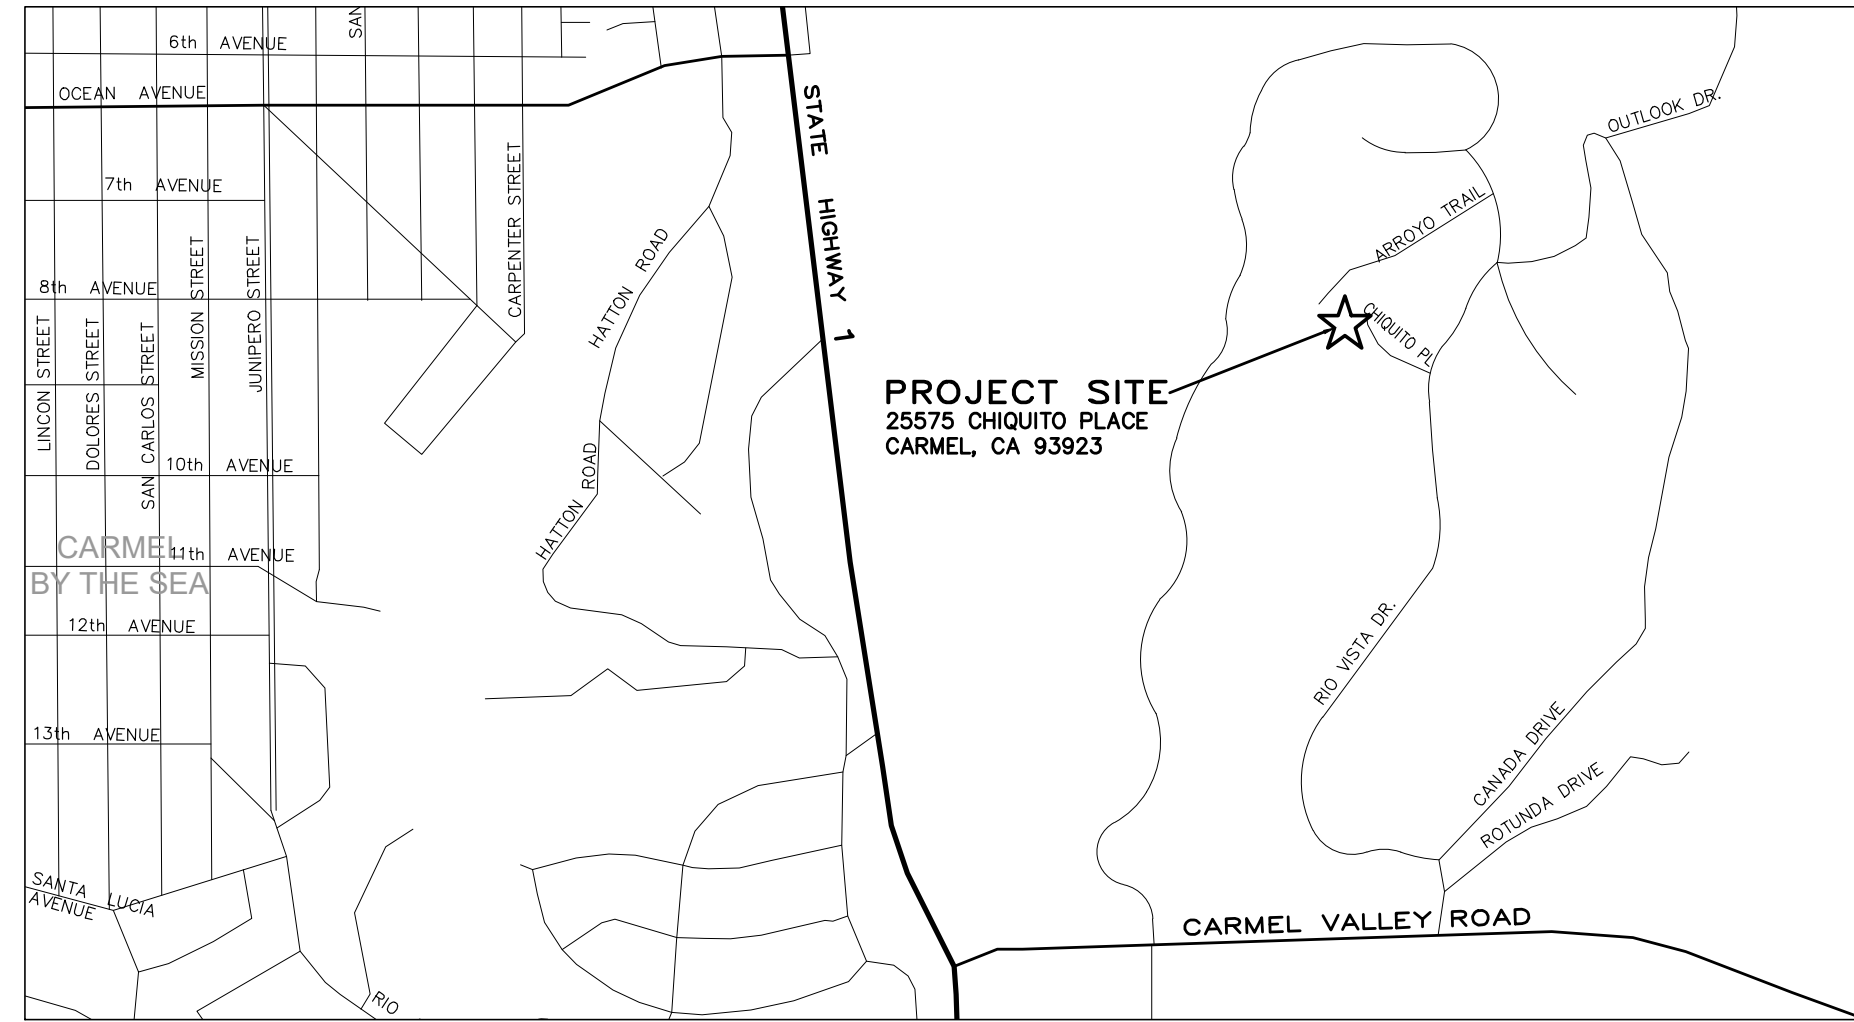 SAN
6th AVENUE
OCEAN AVENUE
7th AVENUE
8th AVENUE
LINCON STREET
DOLORES STREET
SAN CARLOS STREET
MISSION STREET
JUNIPERO STREET
CARPENTER STREET
10th AVENUE
CARMEL
BY THE SEA
11th AVENUE
12th AVENUE
13th AVENUE
SANTA LUCIA
AVENUE
RIO
HATTON ROAD
HATTON ROAD
STATE HIGHWAY 1
PROJECT SITE
25575 CHIQUITO PLACE
CARMEL, CA 93923
OUTLOOK DR.
ARROYO TRAIL
CHIQUITO PL
RIO VISTA DR.
CANADA DRIVE
ROTUNDA DRIVE
CARMEL VALLEY ROAD